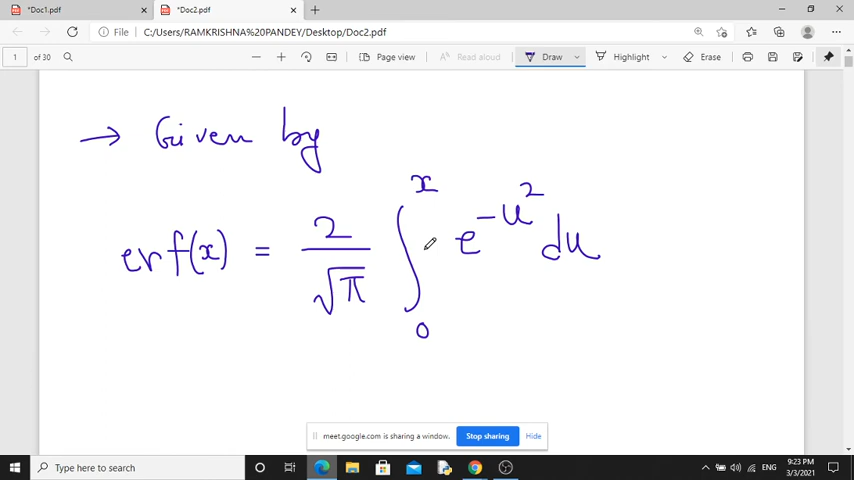 *Doc1.pdf
*Doc2.pdf
File C:/Users/RAMKRISHNA%20PANDEY/Desktop/Doc2.pdf
1 of 30 Page view Read aloud Draw Highlight Erase
→ Given by
erf(x) = 2/√π ∫₀ˣ e^{-u²} du
meet.google.com is sharing a window. Stop sharing Hide
Type here to search
ENG
9:23 PM
3/3/2021